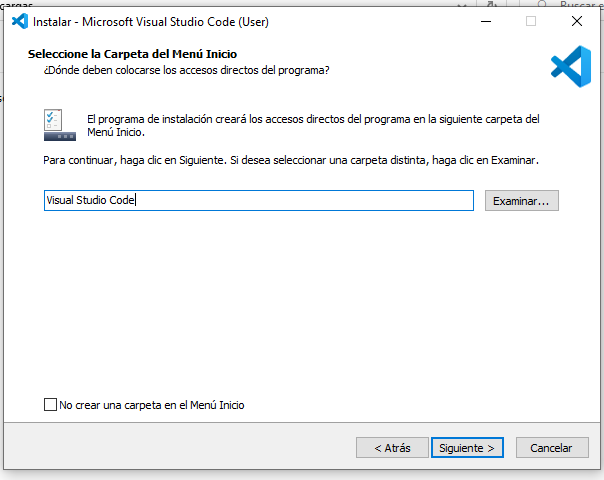 cargas
Buscar e
Instalar - Microsoft Visual Studio Code (User)
Seleccione la Carpeta del Menú Inicio
¿Dónde deben colocarse los accesos directos del programa?
El programa de instalación creará los accesos directos del programa en la siguiente carpeta del
Menú Inicio.
Para continuar, haga clic en Siguiente. Si desea seleccionar una carpeta distinta, haga clic en Examinar.
Visual Studio Code
Examinar...
No crear una carpeta en el Menú Inicio
< Atrás
Siguiente >
Cancelar